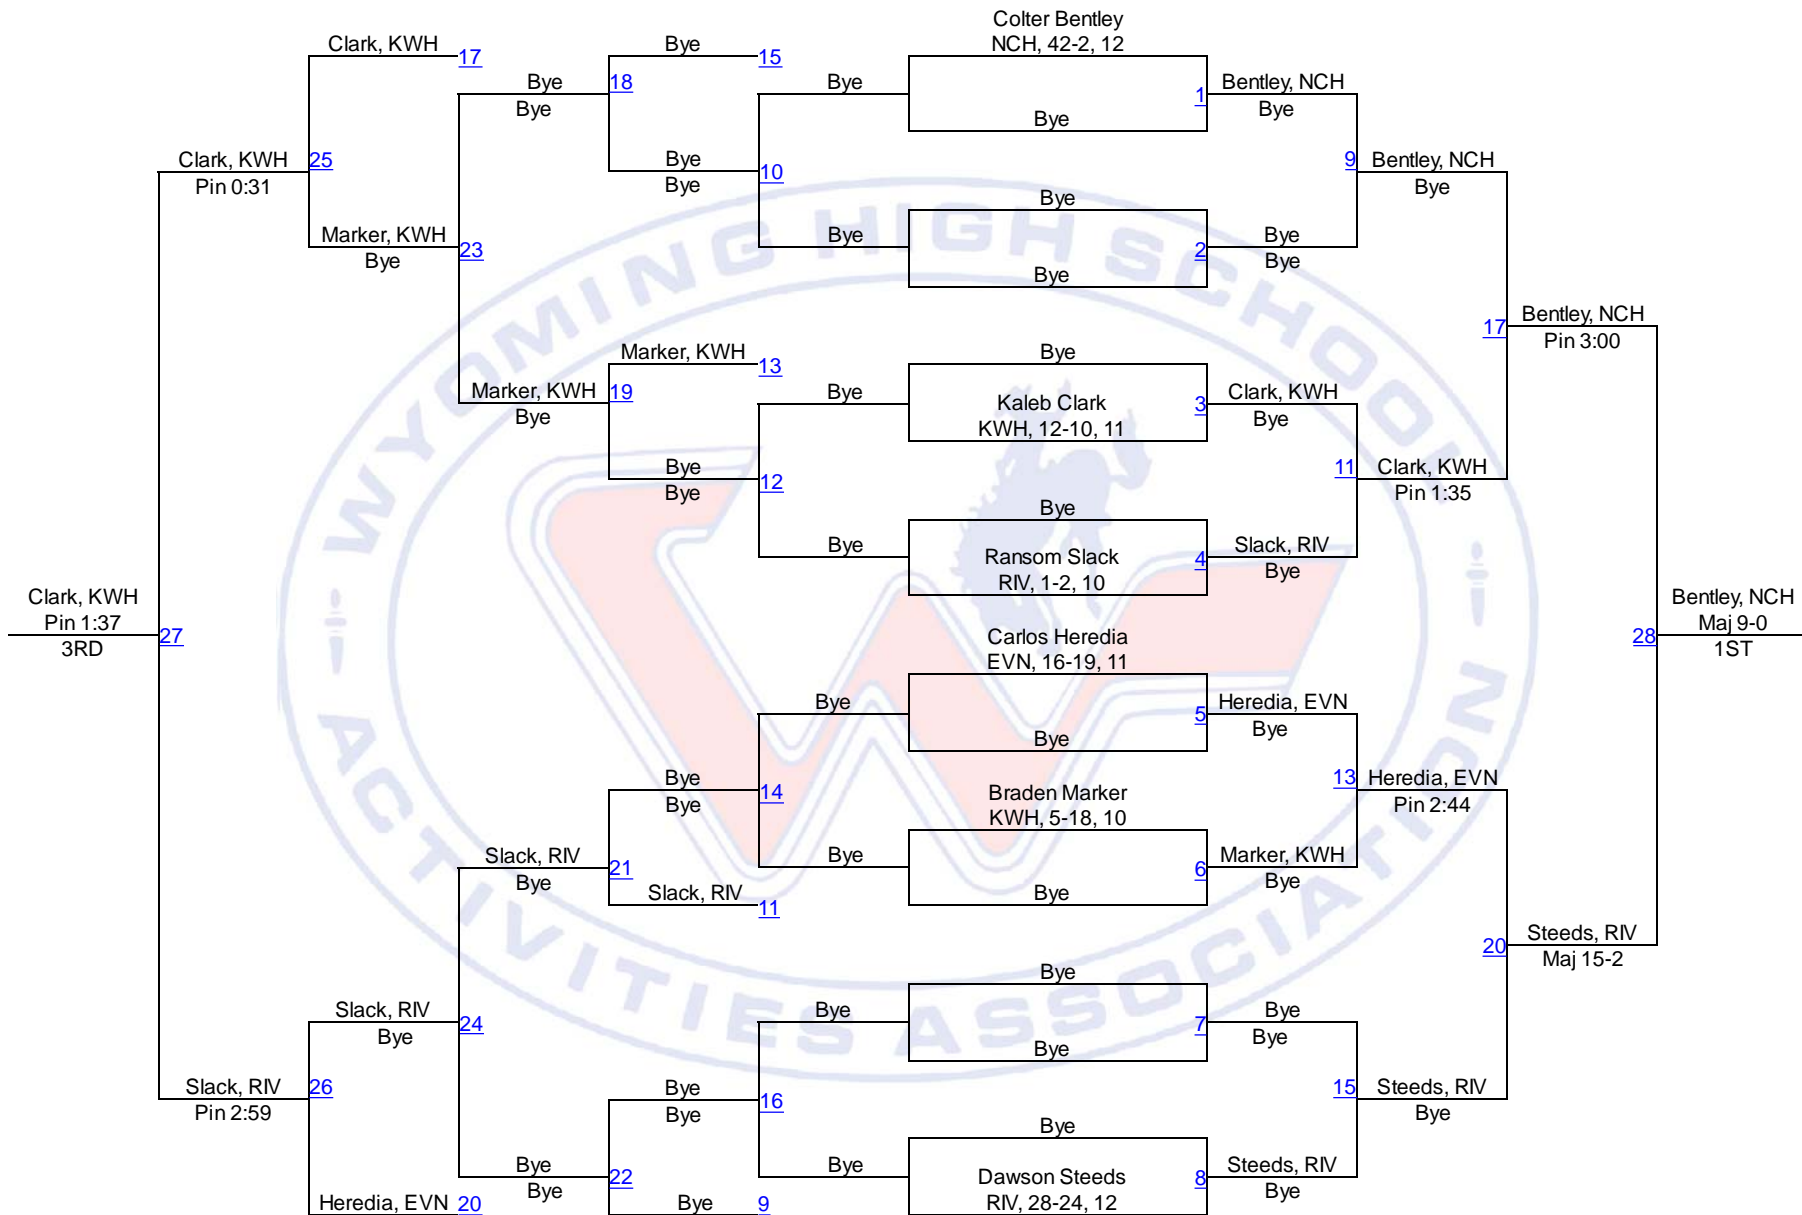 Colter Bentley
NCH, 42-2, 12
Clark, KWH
17
Bye
15
Bye
18
Bye
Bye
1
Bentley, NCH
Bye
Bye
Clark, KWH
25
Pin 0:31
Bye
10
Bye
9
Bentley, NCH
Bye
Bye
Marker, KWH
23
Bye
Bye
2
Bye
Bye
Bye
17
Bentley, NCH
Pin 3:00
Marker, KWH
13
Bye
Marker, KWH
19
Bye
Bye
Kaleb Clark
KWH, 12-10, 11
3
Clark, KWH
Bye
Bye
12
Bye
11
Clark, KWH
Pin 1:35
Bye
Bye
Ransom Slack
RIV, 1-2, 10
4
Slack, RIV
Bye
Clark, KWH
Pin 1:37
27
3RD
Carlos Heredia
EVN, 16-19, 11
28
Bentley, NCH
Maj 9-0
1ST
Bye
5
Heredia, EVN
Bye
Bye
Bye
14
Bye
Braden Marker
KWH, 5-18, 10
13
Heredia, EVN
Pin 2:44
Slack, RIV
21
Bye
Bye
6
Marker, KWH
Bye
Slack, RIV
11
Bye
20
Steeds, RIV
Maj 15-2
Bye
Slack, RIV
24
Bye
Bye
7
Bye
Bye
Bye
Slack, RIV
26
Pin 2:59
Bye
16
Bye
15
Steeds, RIV
Bye
Bye
Bye
22
Bye
Bye
Dawson Steeds
RIV, 28-24, 12
8
Steeds, RIV
Bye
Heredia, EVN
20
Bye
9
WYOMING HIGH SCHOOL
ACTIVITIES ASSOCIATION